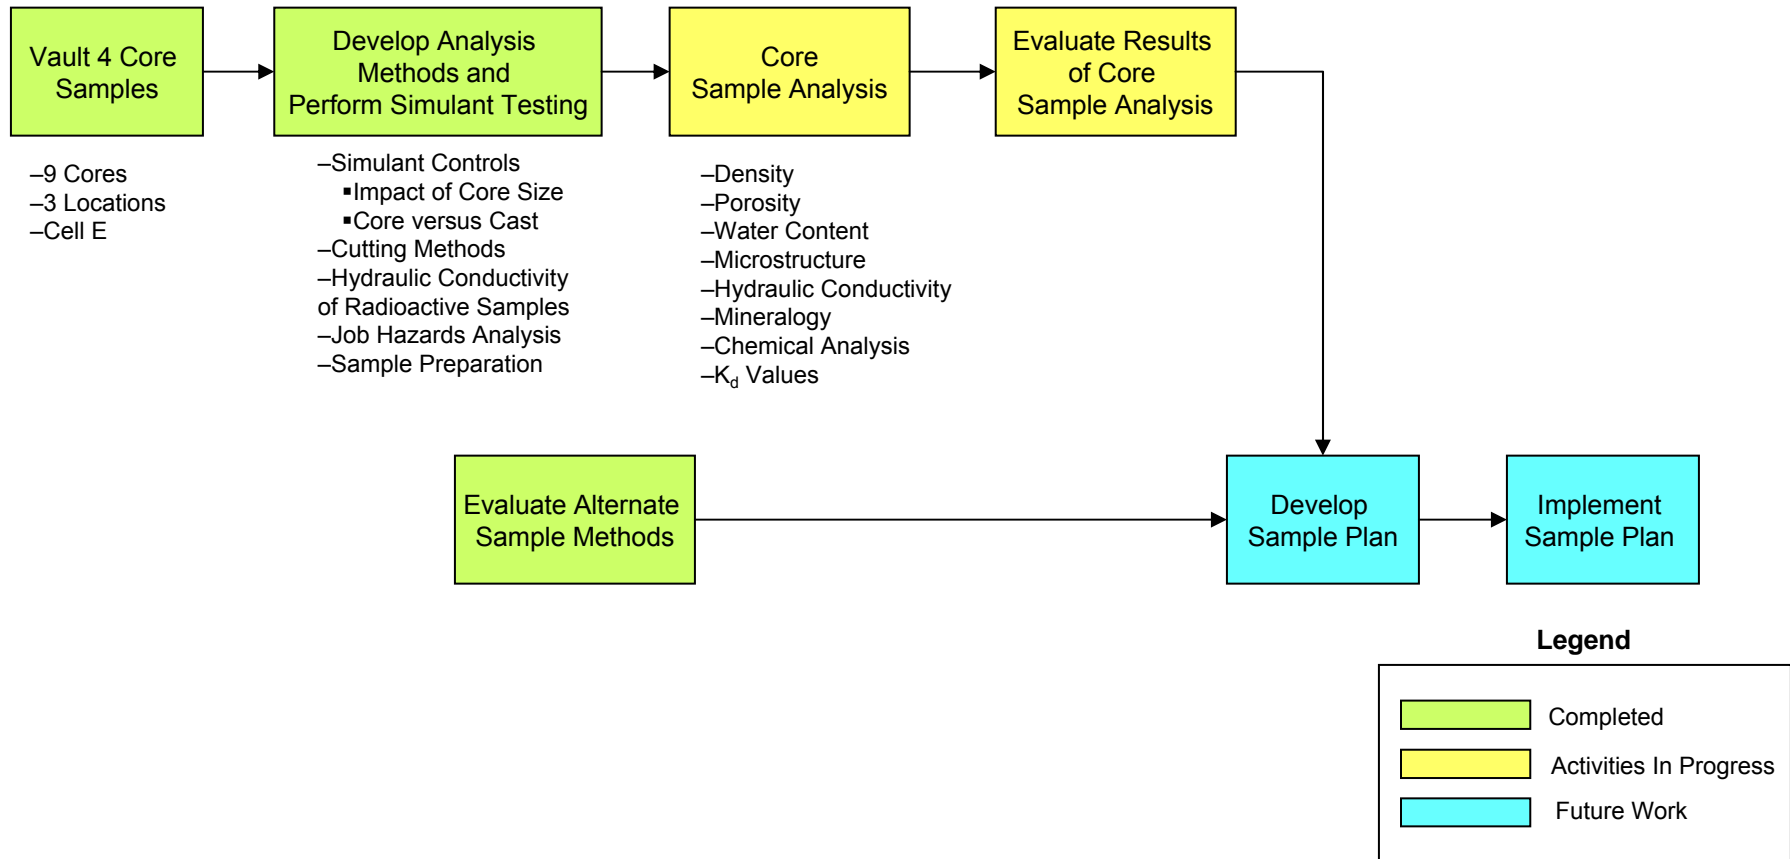 Vault 4 Core
Samples
Develop Analysis
Methods and
Perform Simulant Testing
Core
Sample Analysis
Evaluate Results
of Core
Sample Analysis
–9 Cores
–3 Locations
–Cell E
–Simulant Controls
▪Impact of Core Size
▪Core versus Cast
–Cutting Methods
–Hydraulic Conductivity
of Radioactive Samples
–Job Hazards Analysis
–Sample Preparation
–Density
–Porosity
–Water Content
–Microstructure
–Hydraulic Conductivity
–Mineralogy
–Chemical Analysis
–Kd Values
Evaluate Alternate
Sample Methods
Develop
Sample Plan
Implement
Sample Plan
Legend
Completed
Activities In Progress
Future Work